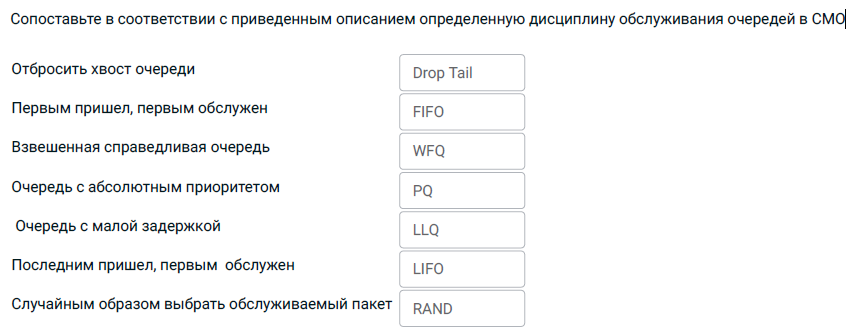 Сопоставьте в соответствии с приведенным описанием определенную дисциплину обслуживания очередей в СМО
Отбросить хвост очереди Drop Tail
Первым пришел, первым обслужен FIFO
Взвешенная справедливая очередь WFQ
Очередь с абсолютным приоритетом PQ
Очередь с малой задержкой LLQ
Последним пришел, первым обслужен LIFO
Случайным образом выбрать обслуживаемый пакет RAND